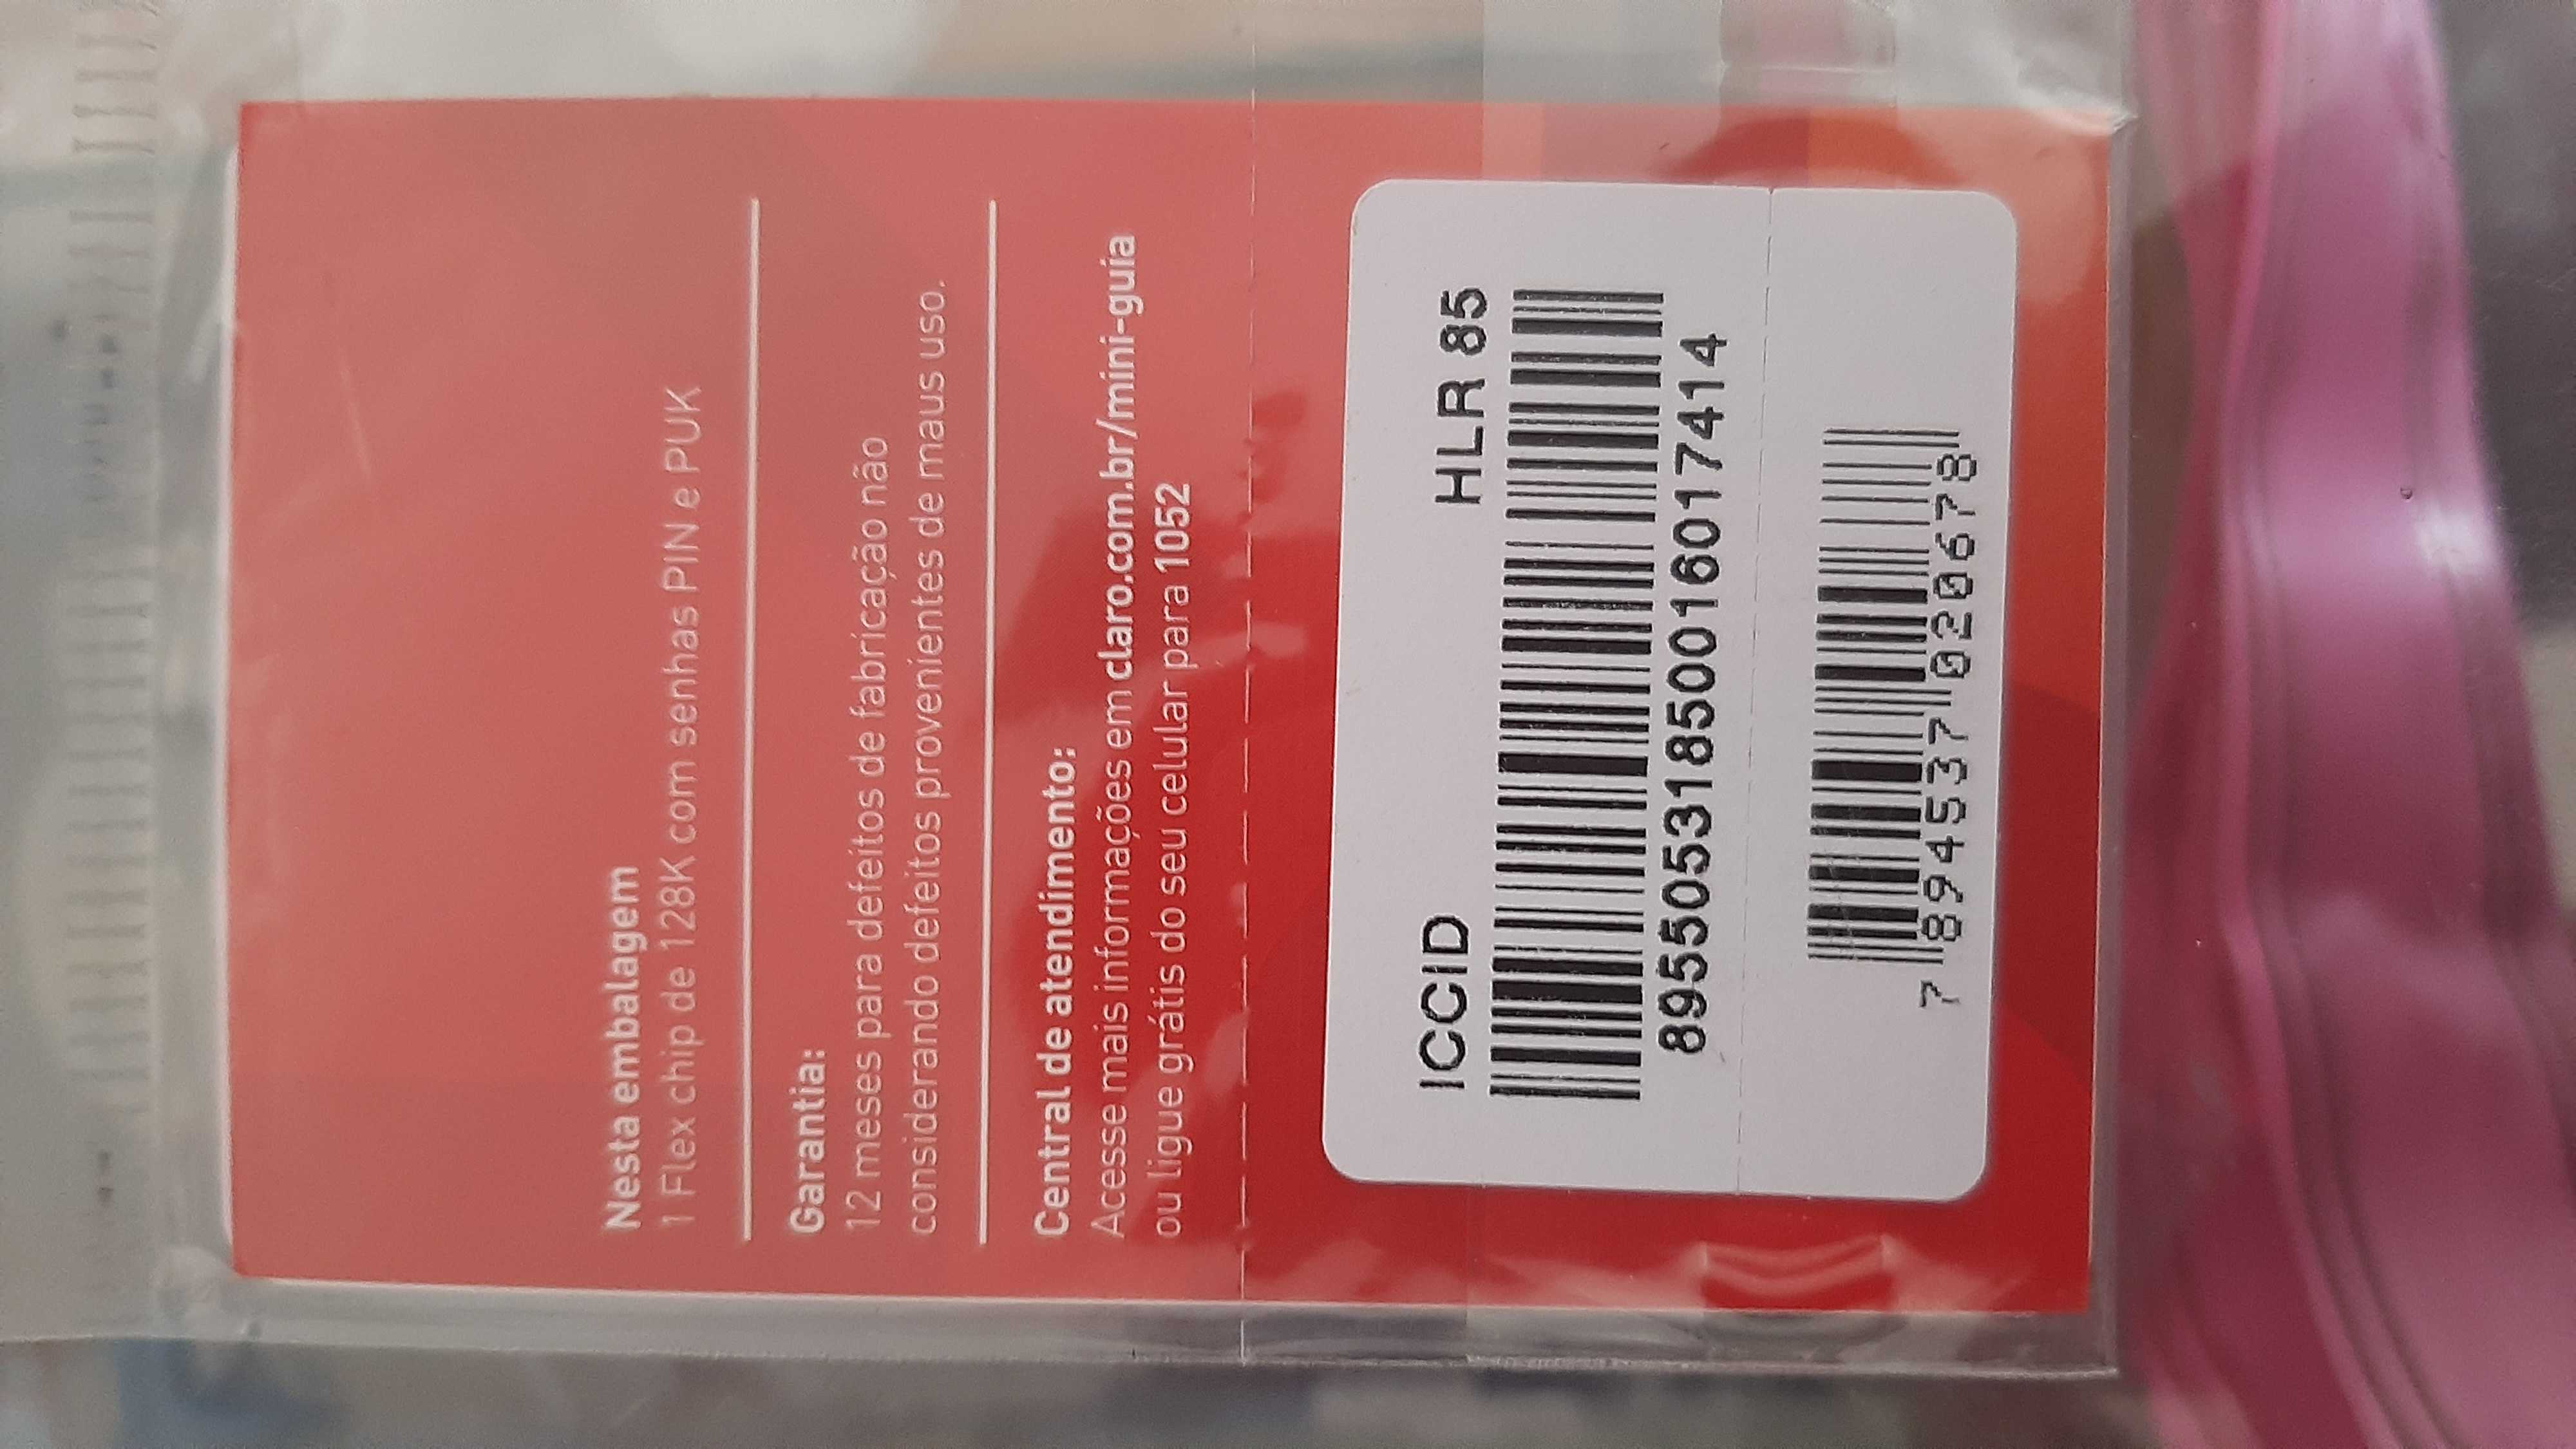 Nesta embalagem
1 Flex chip de 128K com senhas PIN e PUK
Garantia:
12 meses para defeitos de fabricação não
considerando defeitos provenientes de maus uso.
Central de atendimento:
Acesse mais informações em claro.com.br/mini-guia
ou ligue grátis do seu celular para 1052
ICCID HLR 85
89550531850016017414
7 894537 020678